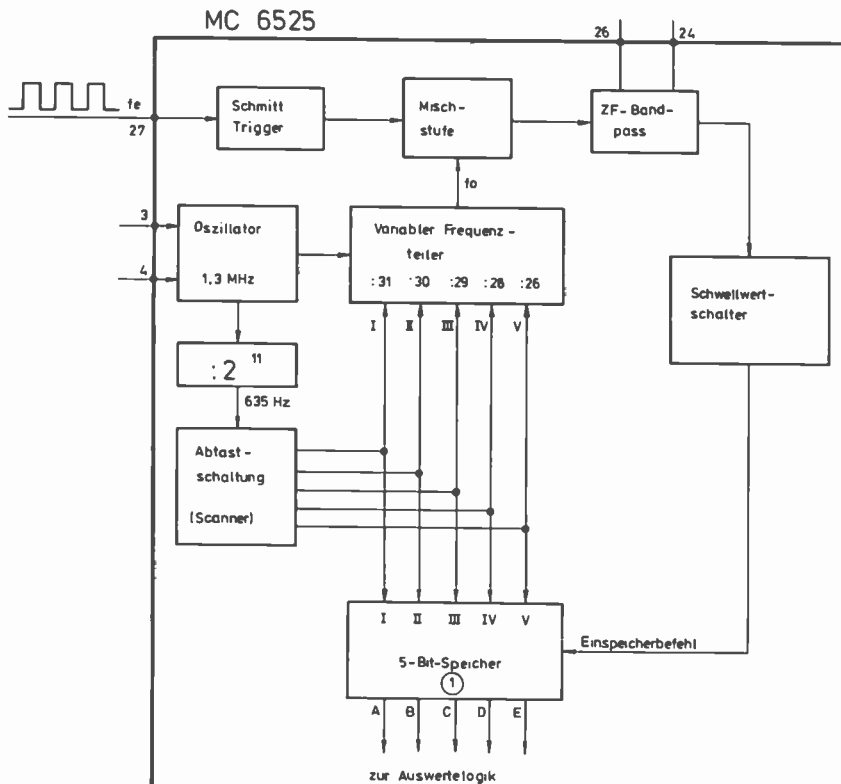 MC 6525
26
24
fe
27
Schmitt
Trigger
Misch-
stufe
ZF-Band-
pass
fo
3
4
Oszillator
1,3 MHz
Variabler Frequenz-
teiler
:31 :30 :29 :28 :26
I II III IV V
Schwellwert-
schalter
:2 11
635 Hz
Abtast-
schaltung
(Scanner)
I II III IV V
5-Bit-Speicher
1
Einspeicherbefehl
A B C D E
zur Auswertelogik